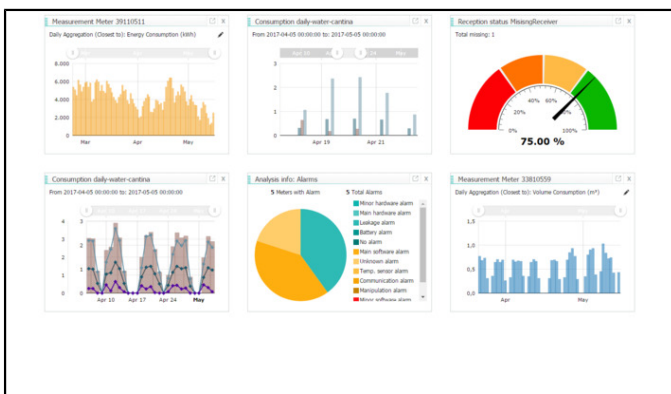 Measurement Meter 39110511
Daily Aggregation (Closest to): Energy Consumption (kWh)
8.000
6.000
4.000
2.000
0
Mar
Apr
May
Consumption daily-water-cantina
From 2017-04-05 00:00:00 to: 2017-05-05 00:00:00
3
2
1
0
Apr 19
Apr 21
Reception status MisisngReceiver
Total missing: 1
0%
20%
40%
60%
100%
75.00 %
Consumption daily-water-cantina
From 2017-04-05 00:00:00 to: 2017-05-05 00:00:00
4 3
3
2
2
1
1
0 0
Apr 10
Apr 17
Apr 24
May
Analysis info: Alarms
5 Meters with Alarm
5 Total Alarms
Minor hardware alarm
Main hardware alarm
Leakage alarm
Battery alarm
No alarm
Main software alarm
Unknown alarm
Temp. sensor alarm
Communication alarm
Manipulation alarm
Minor software alarm
Measurement Meter 33810559
Daily Aggregation (Closest to): Volume Consumption (m³)
1,5
1,0
0,5
0,0
Apr
May